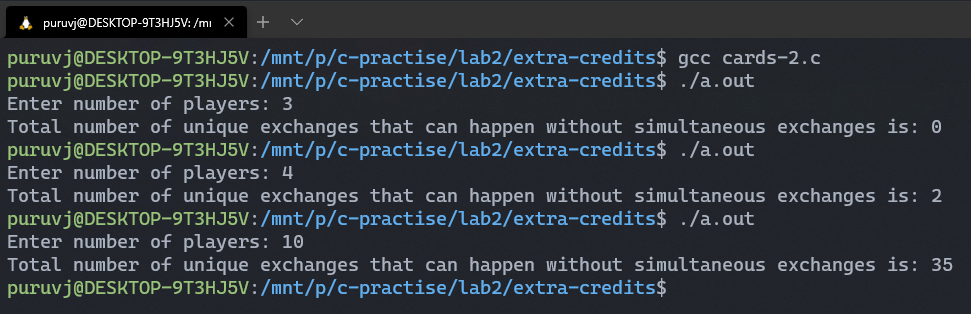 puruvj@DESKTOP-9T3HJ5V: /m
puruvj@DESKTOP-9T3HJ5V:/mnt/p/c-practise/lab2/extra-credits$ gcc cards-2.c
puruvj@DESKTOP-9T3HJ5V:/mnt/p/c-practise/lab2/extra-credits$ ./a.out
Enter number of players: 3
Total number of unique exchanges that can happen without simultaneous exchanges is: 0
puruvj@DESKTOP-9T3HJ5V:/mnt/p/c-practise/lab2/extra-credits$ ./a.out
Enter number of players: 4
Total number of unique exchanges that can happen without simultaneous exchanges is: 2
puruvj@DESKTOP-9T3HJ5V:/mnt/p/c-practise/lab2/extra-credits$ ./a.out
Enter number of players: 10
Total number of unique exchanges that can happen without simultaneous exchanges is: 35
puruvj@DESKTOP-9T3HJ5V:/mnt/p/c-practise/lab2/extra-credits$